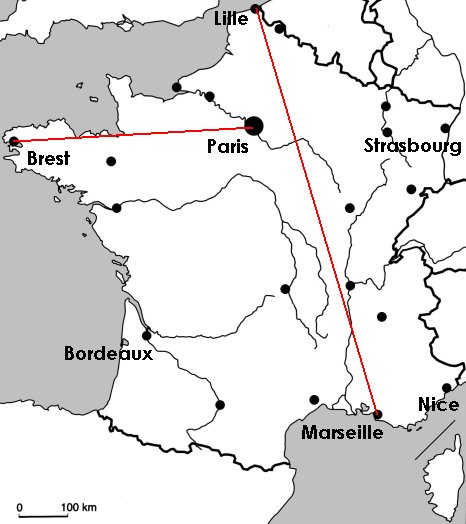 Lille
Paris
Strasbourg
Brest
Bordeaux
Nice
Marseille
0 100 km